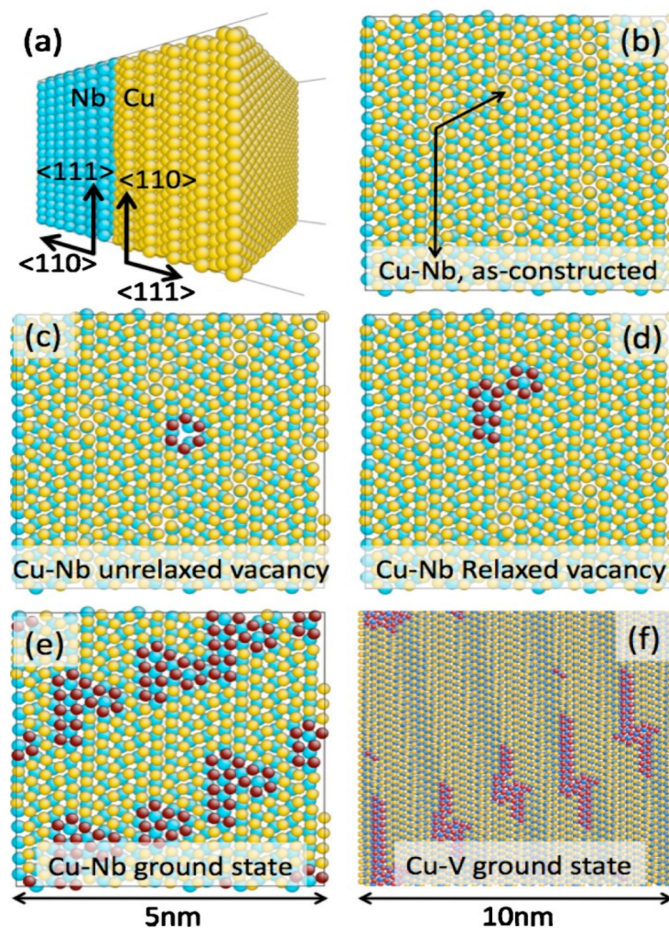 (a)
Nb Cu
<111> <110>
<110>
<111>
(b)
Cu-Nb, as-constructed
(c)
Cu-Nb unrelaxed vacancy
(d)
Cu-Nb Relaxed vacancy
(e)
Cu-Nb ground state
5nm
(f)
Cu-V ground state
10nm